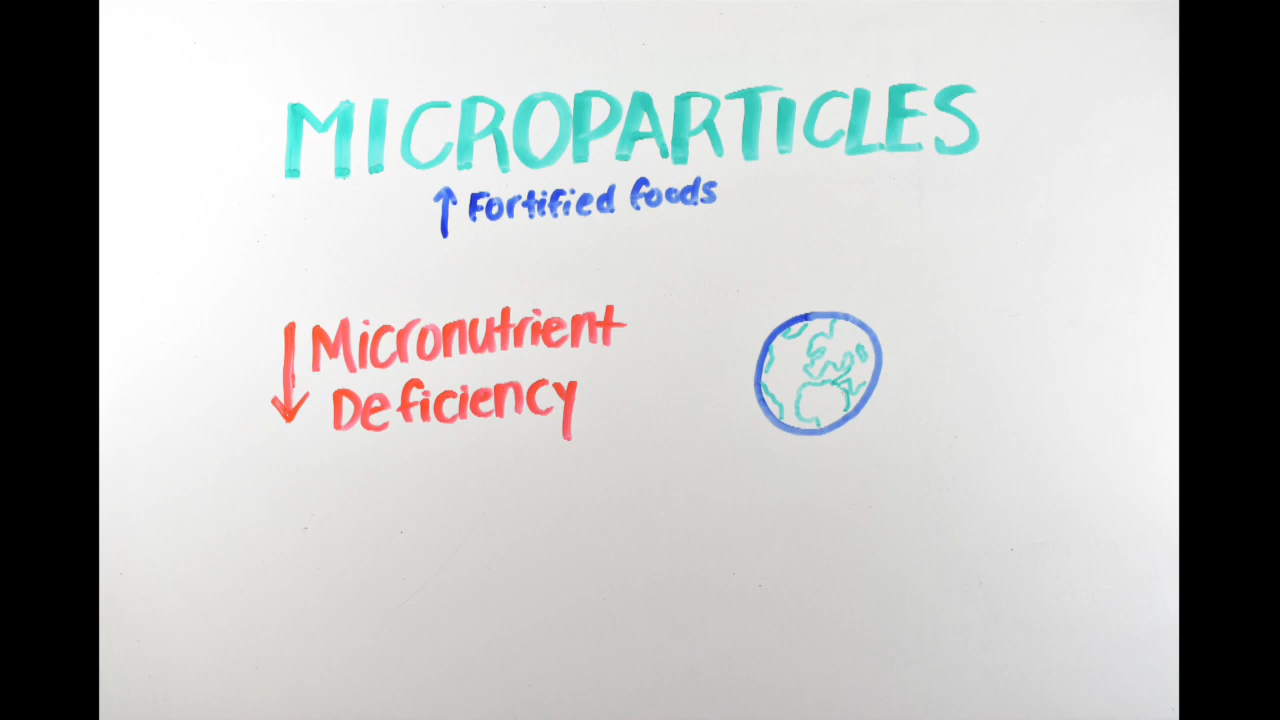 MICROPARTICLES
↑ Fortified foods
↓ Micronutrient
Deficiency